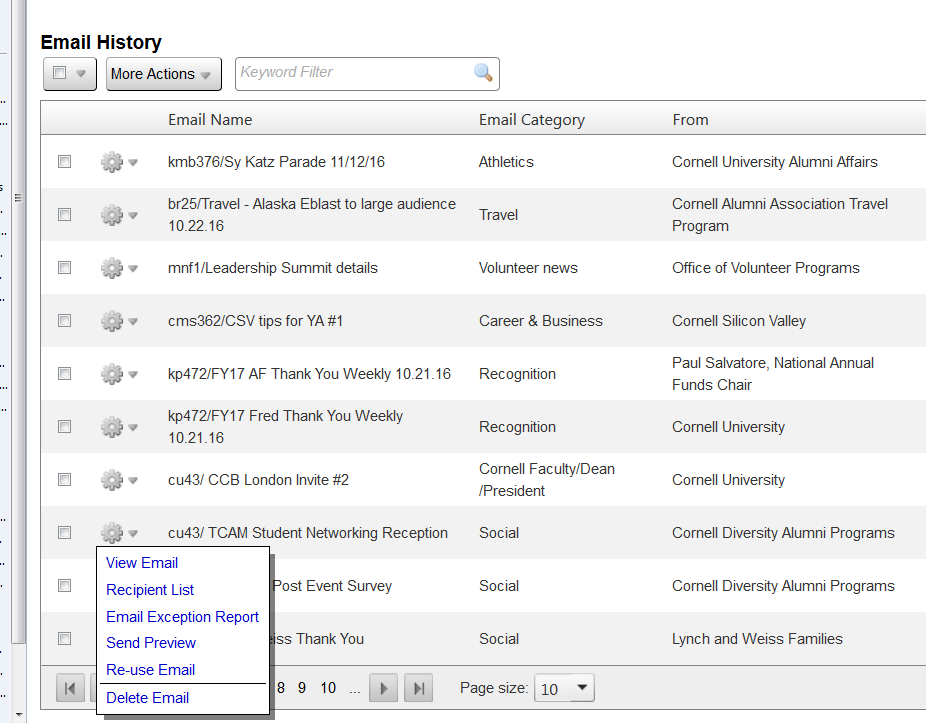 Email History
More Actions
Keyword Filter
Email Name Email Category From
kmb376/Sy Katz Parade 11/12/16 Athletics Cornell University Alumni Affairs
br25/Travel - Alaska Eblast to large audience
10.22.16
Travel
Cornell Alumni Association Travel
Program
mnf1/Leadership Summit details Volunteer news Office of Volunteer Programs
cms362/CSV tips for YA #1 Career & Business Cornell Silicon Valley
kp472/FY17 AF Thank You Weekly 10.21.16 Recognition
Paul Salvatore, National Annual
Funds Chair
kp472/FY17 Fred Thank You Weekly
10.21.16
Recognition Cornell University
cu43/ CCB London Invite #2
Cornell Faculty/Dean
/President
Cornell University
cu43/ TCAM Student Networking Reception Social Cornell Diversity Alumni Programs
Post Event Survey Social Cornell Diversity Alumni Programs
Thank You Social Lynch and Weiss Families
View Email
Recipient List
Email Exception Report
Send Preview
Re-use Email
Delete Email
8 9 10 ... Page size: 10